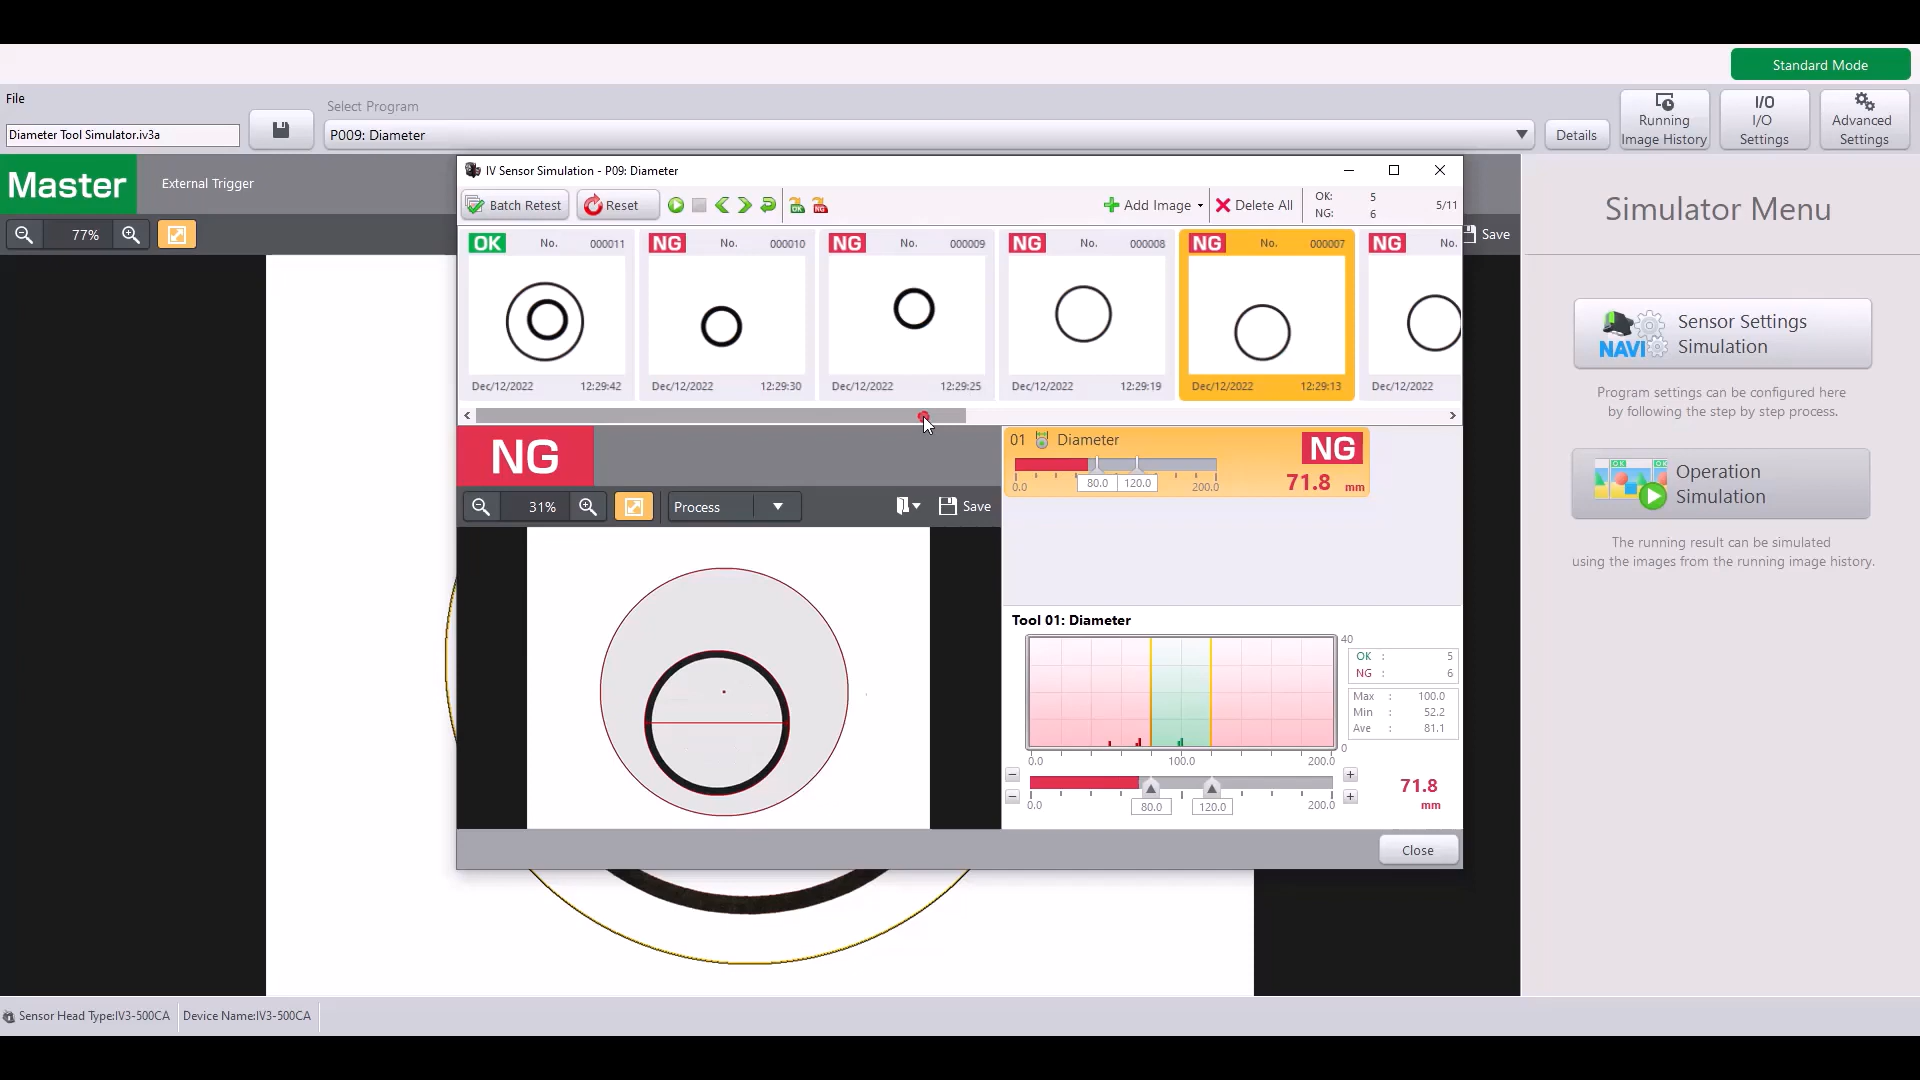 Standard Mode
File
Diameter Tool Simulator.iv3a
Select Program
P009: Diameter
Details
Running
Image History
I/O
I/O
Settings
Advanced
Settings
Master
External Trigger
77%
Save
IV Sensor Simulation - P09: Diameter
Batch Retest
Reset
Add Image
Delete All
OK: 5
NG: 6
5/11
OK No. 000011
Dec/12/2022 12:29:42
NG No. 000010
Dec/12/2022 12:29:30
NG No. 000009
Dec/12/2022 12:29:25
NG No. 000008
Dec/12/2022 12:29:19
NG No. 000007
Dec/12/2022 12:29:13
NG No.
Dec/12/2022
NG
31%
Process
Save
01 Diameter NG
0.0 80.0 120.0 200.0
71.8 mm
Tool 01: Diameter
40
0
0.0 100.0 200.0
OK : 5
NG : 6
Max : 100.0
Min : 52.2
Ave : 81.1
0.0 80.0 120.0 200.0
71.8
mm
Close
Simulator Menu
NAVI
Sensor Settings
Simulation
Program settings can be configured here
by following the step by step process.
OK
OK
Operation
Simulation
The running result can be simulated
using the images from the running image history.
Sensor Head Type:IV3-500CA
Device Name:IV3-500CA